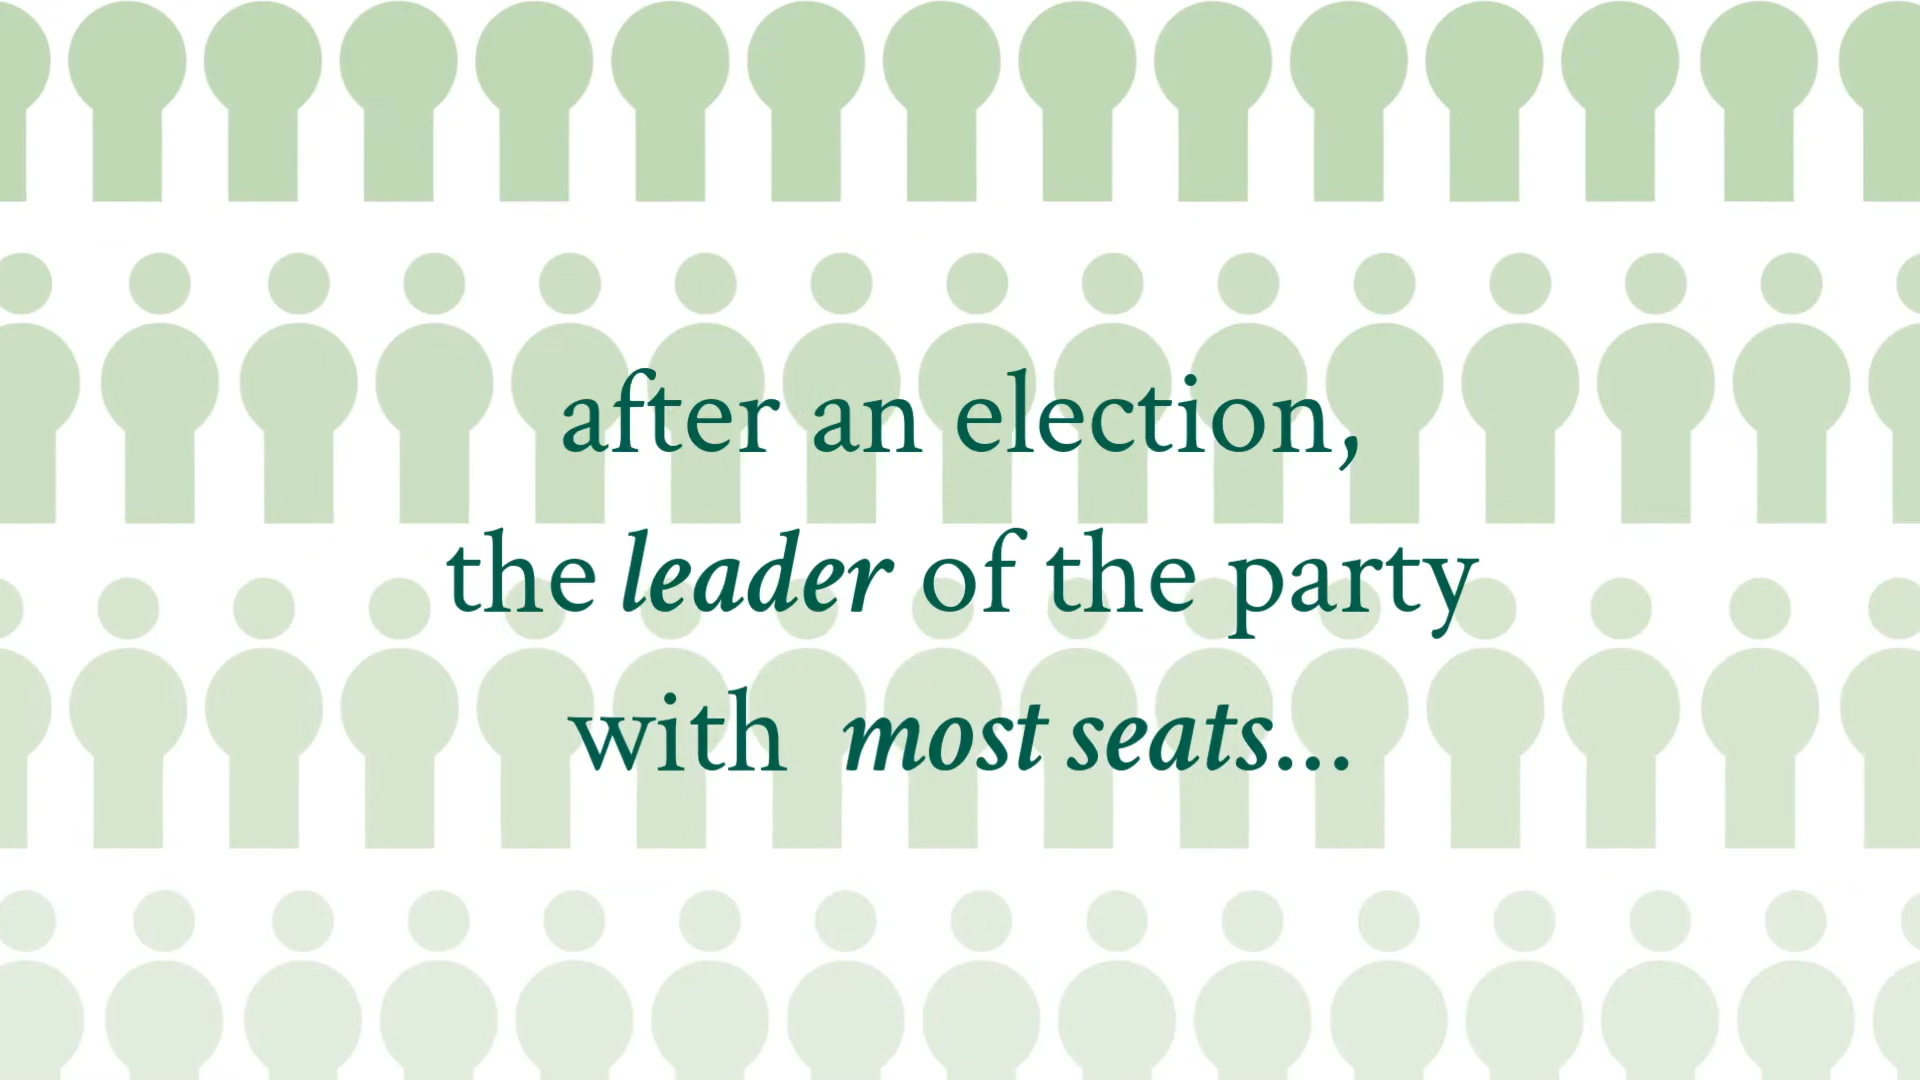 after an election,
the leader of the party
with most seats...